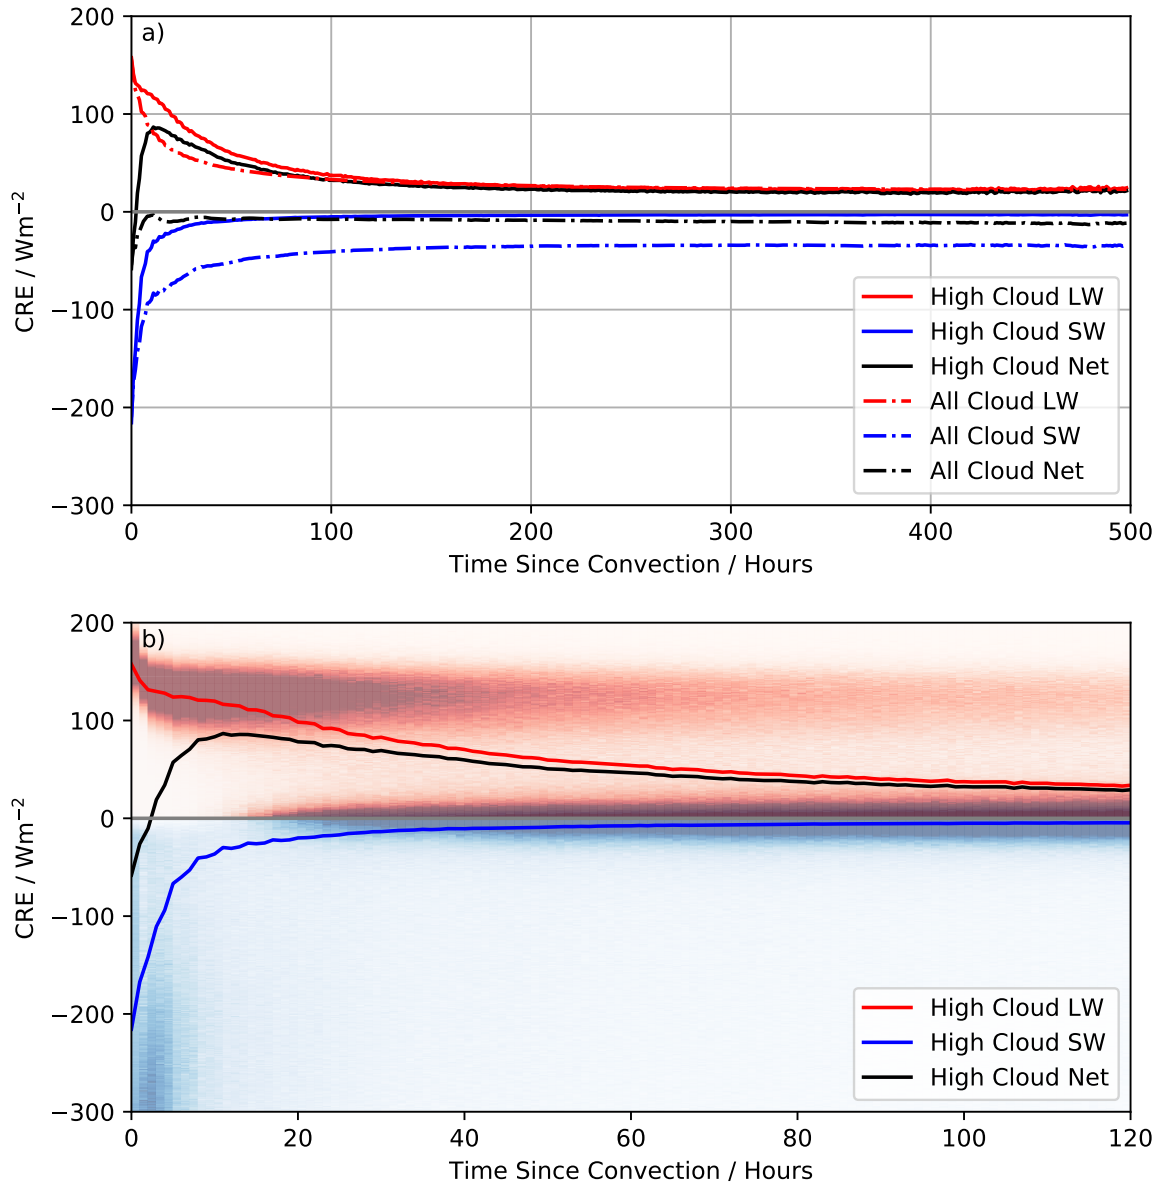 a)
200
100
0
−100
−200
−300
CRE / Wm⁻²
High Cloud LW
High Cloud SW
High Cloud Net
All Cloud LW
All Cloud SW
All Cloud Net
0 100 200 300 400 500
Time Since Convection / Hours
b)
200
100
0
−100
−200
−300
CRE / Wm⁻²
High Cloud LW
High Cloud SW
High Cloud Net
0 20 40 60 80 100 120
Time Since Convection / Hours